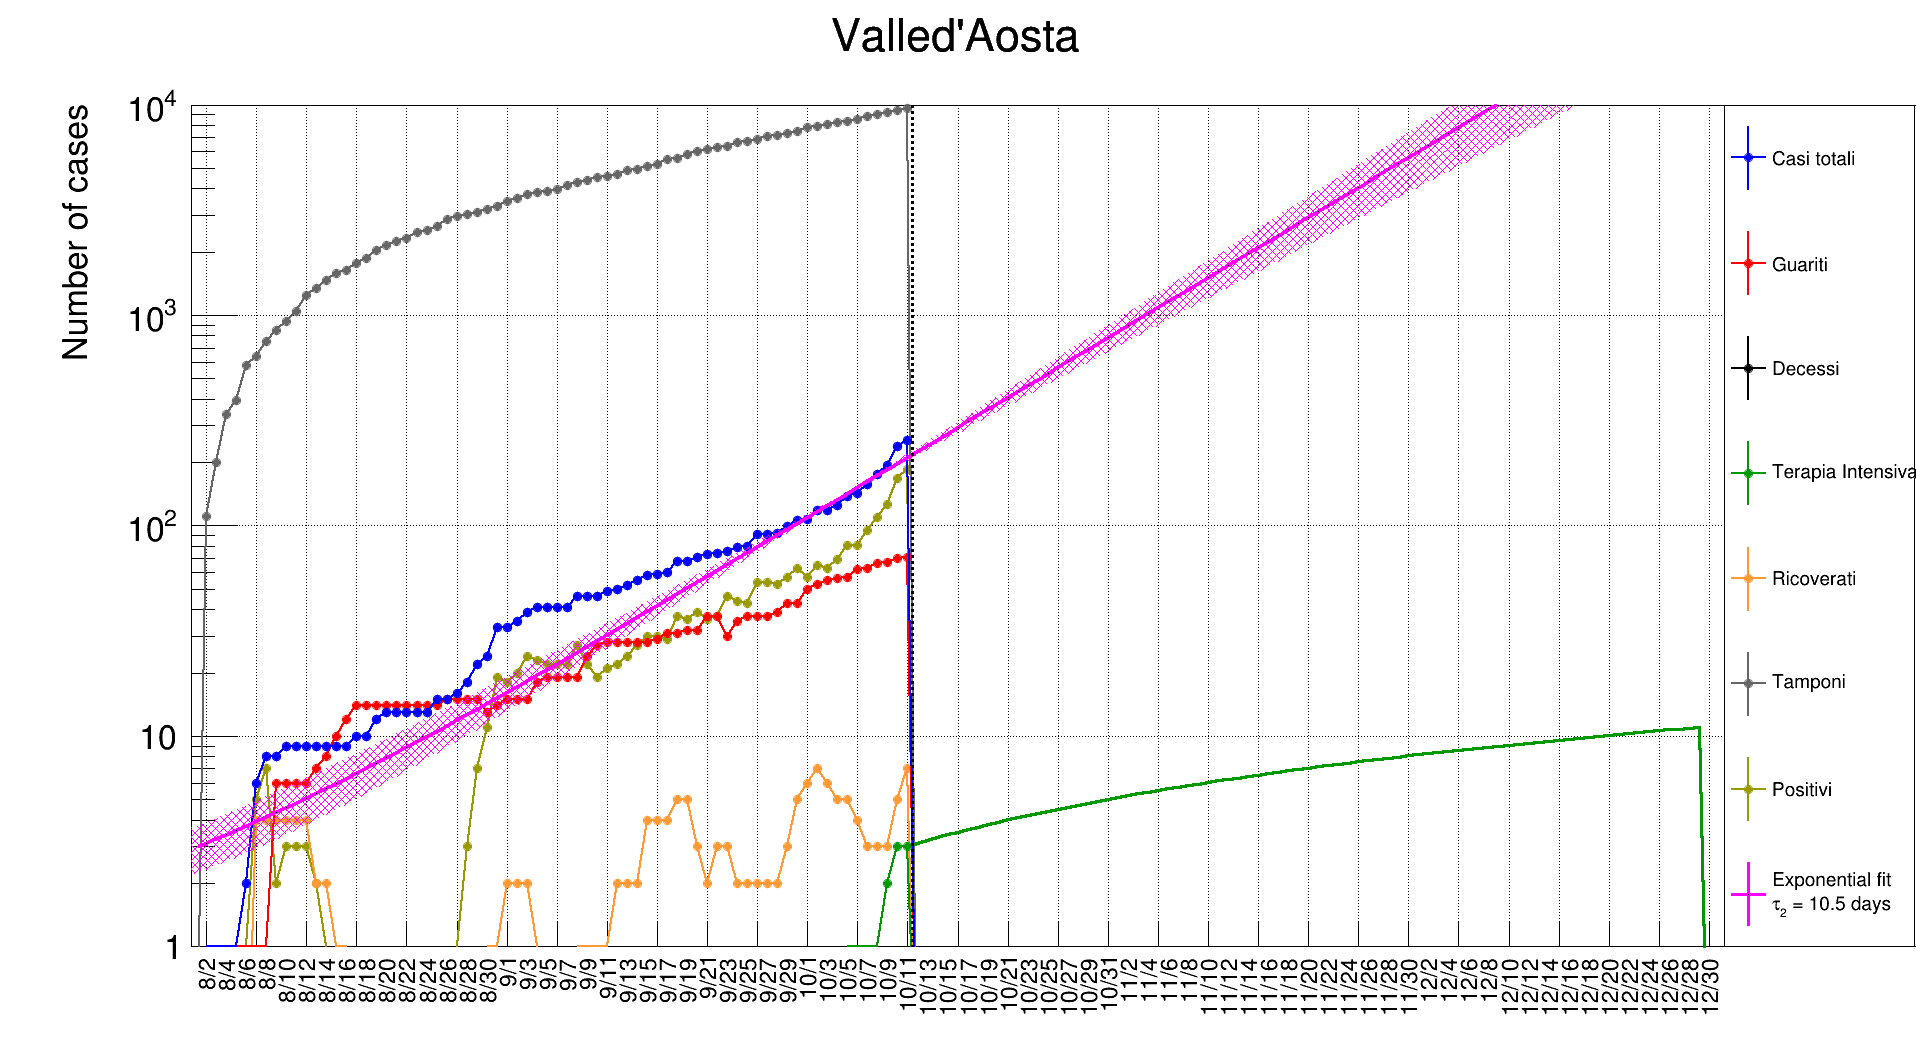 Valled'Aosta
Number of cases
10⁴
10³
10²
10
1
8/2 8/4 8/6 8/8 8/10 8/12 8/14 8/16 8/18 8/20 8/22 8/24 8/26 8/28 8/30 9/1 9/3 9/5 9/7 9/9 9/11 9/13 9/15 9/17 9/19 9/21 9/23 9/25 9/27 9/29 10/1 10/3 10/5 10/7 10/9 10/11 10/13 10/15 10/17 10/19 10/21 10/23 10/25 10/27 10/29 10/31 11/2 11/4 11/6 11/8 11/10 11/12 11/14 11/16 11/18 11/20 11/22 11/24 11/26 11/28 11/30 12/2 12/4 12/6 12/8 12/10 12/12 12/14 12/16 12/18 12/20 12/22 12/24 12/26 12/28 12/30
Casi totali
Guariti
Decessi
Terapia Intensiva
Ricoverati
Tamponi
Positivi
Exponential fit
τ₂ = 10.5 days